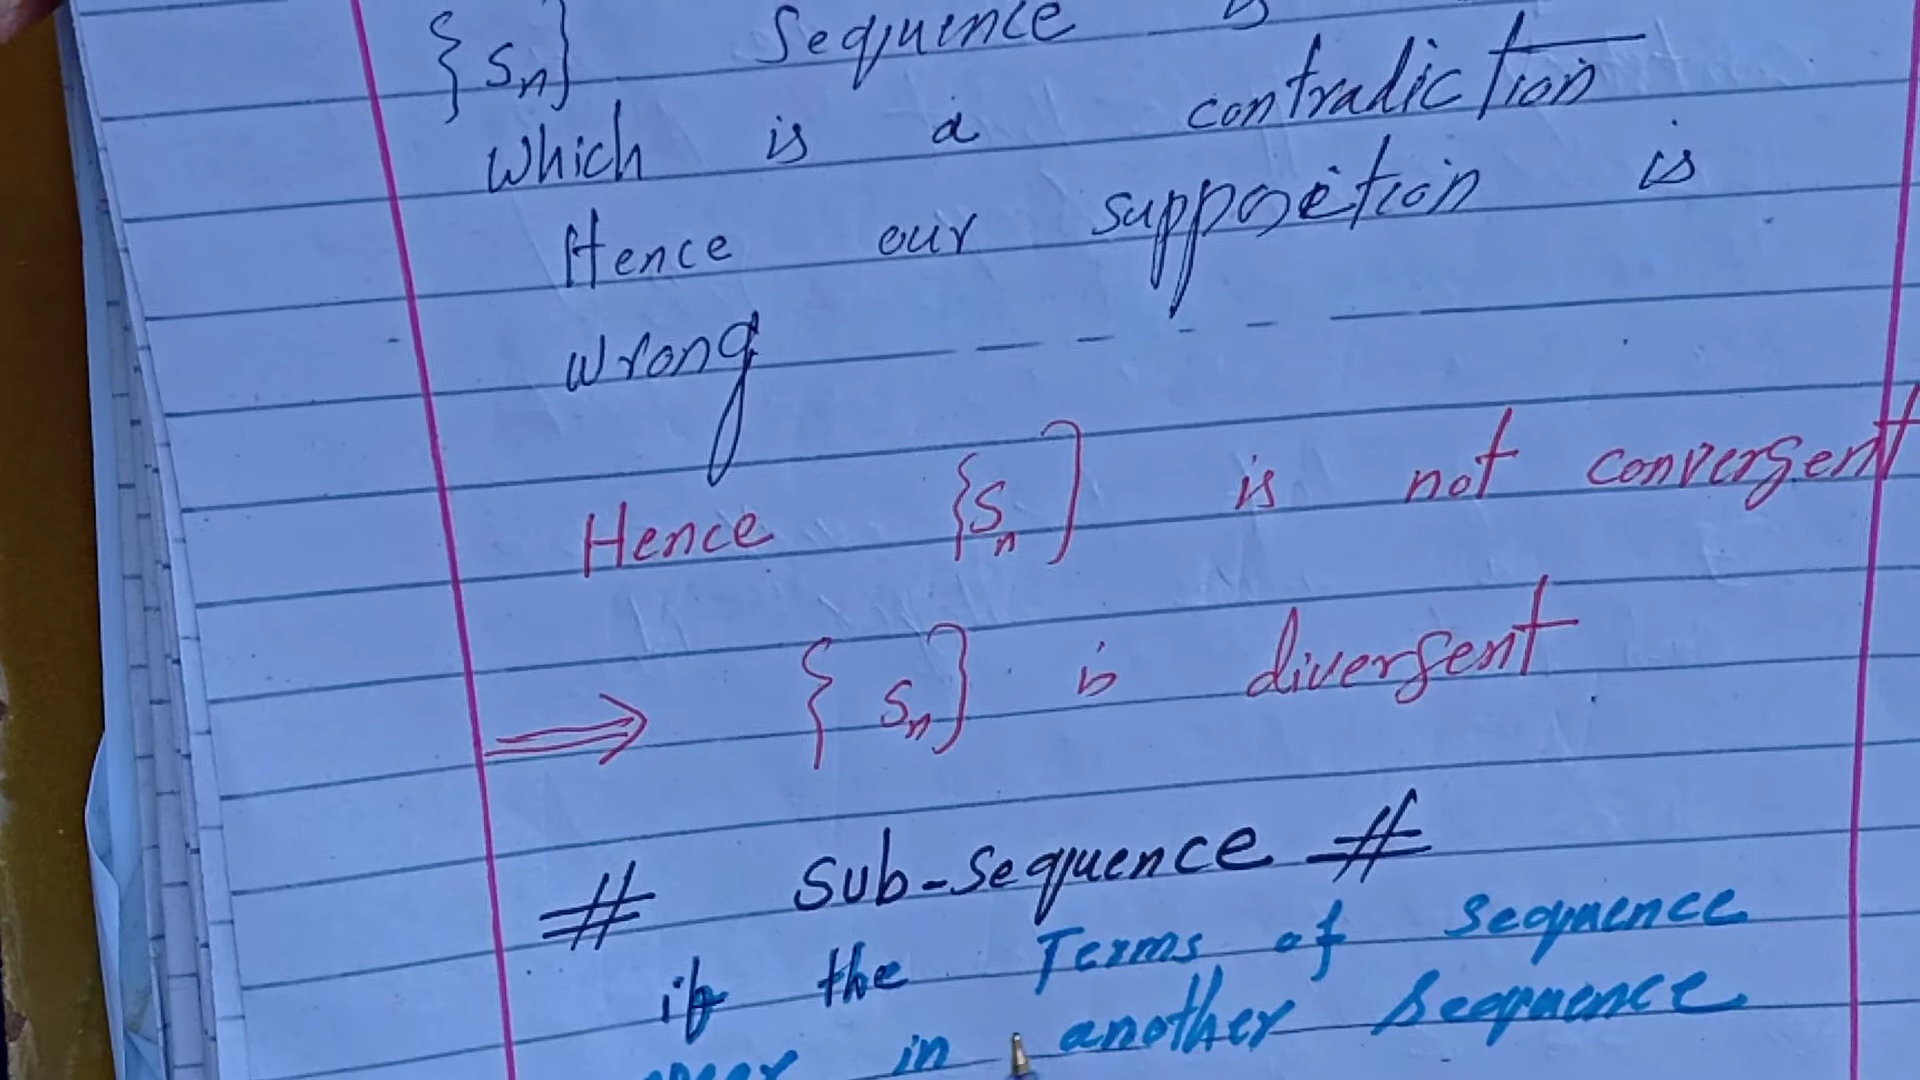 {Sn} Sequence is
which is a contradiction
Hence our supposition is
wrong
Hence {Sn} is not convergent
⟹ {Sn} is divergent
# Sub-Sequence #
if the Terms of Sequence
in another Sequence